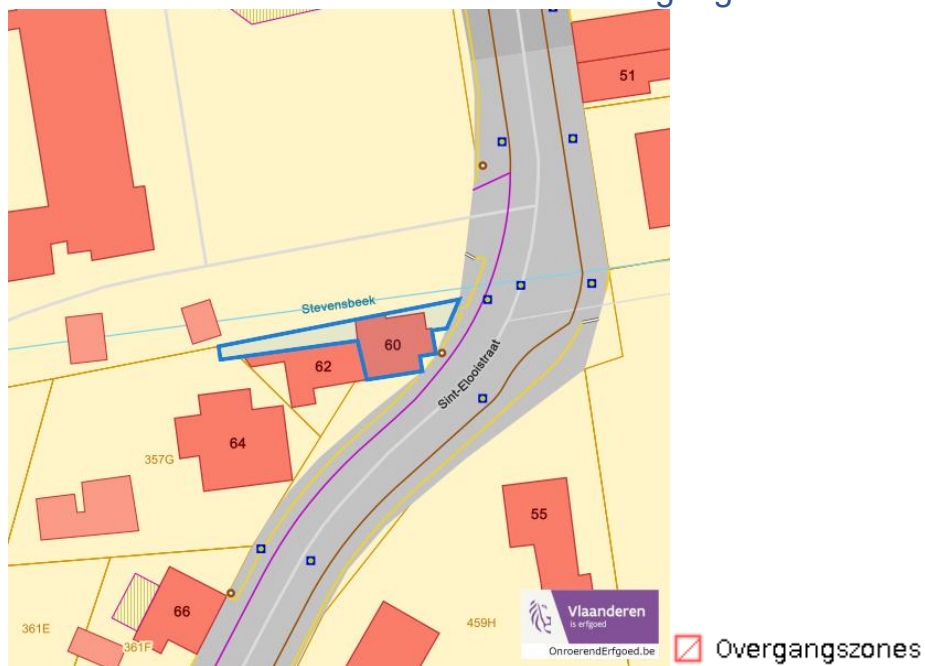 51
Stevensbeek
60
62
Sint-Elooistraat
64
357G
55
66
361E
361F
459H
Vlaanderen
is erfgoed
OnroerendErfgoed.be
Overgangszones